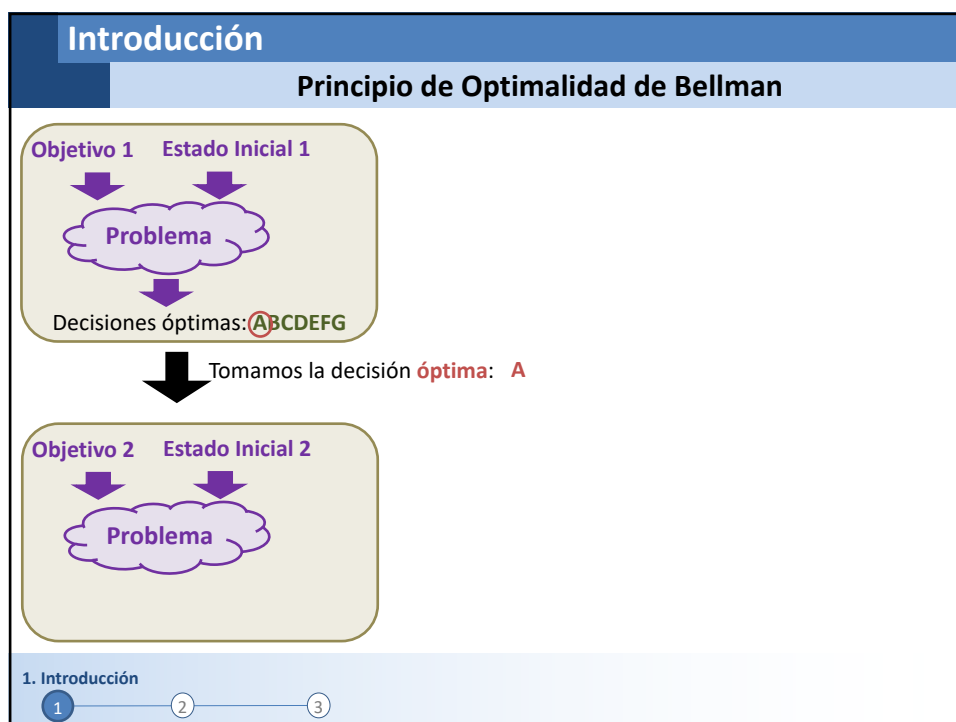 Introducción
Principio de Optimalidad de Bellman
Objetivo 1 Estado Inicial 1
Problema
Decisiones óptimas: ABCDEFG
Tomamos la decisión óptima: A
Objetivo 2 Estado Inicial 2
Problema
1. Introducción
1 2 3